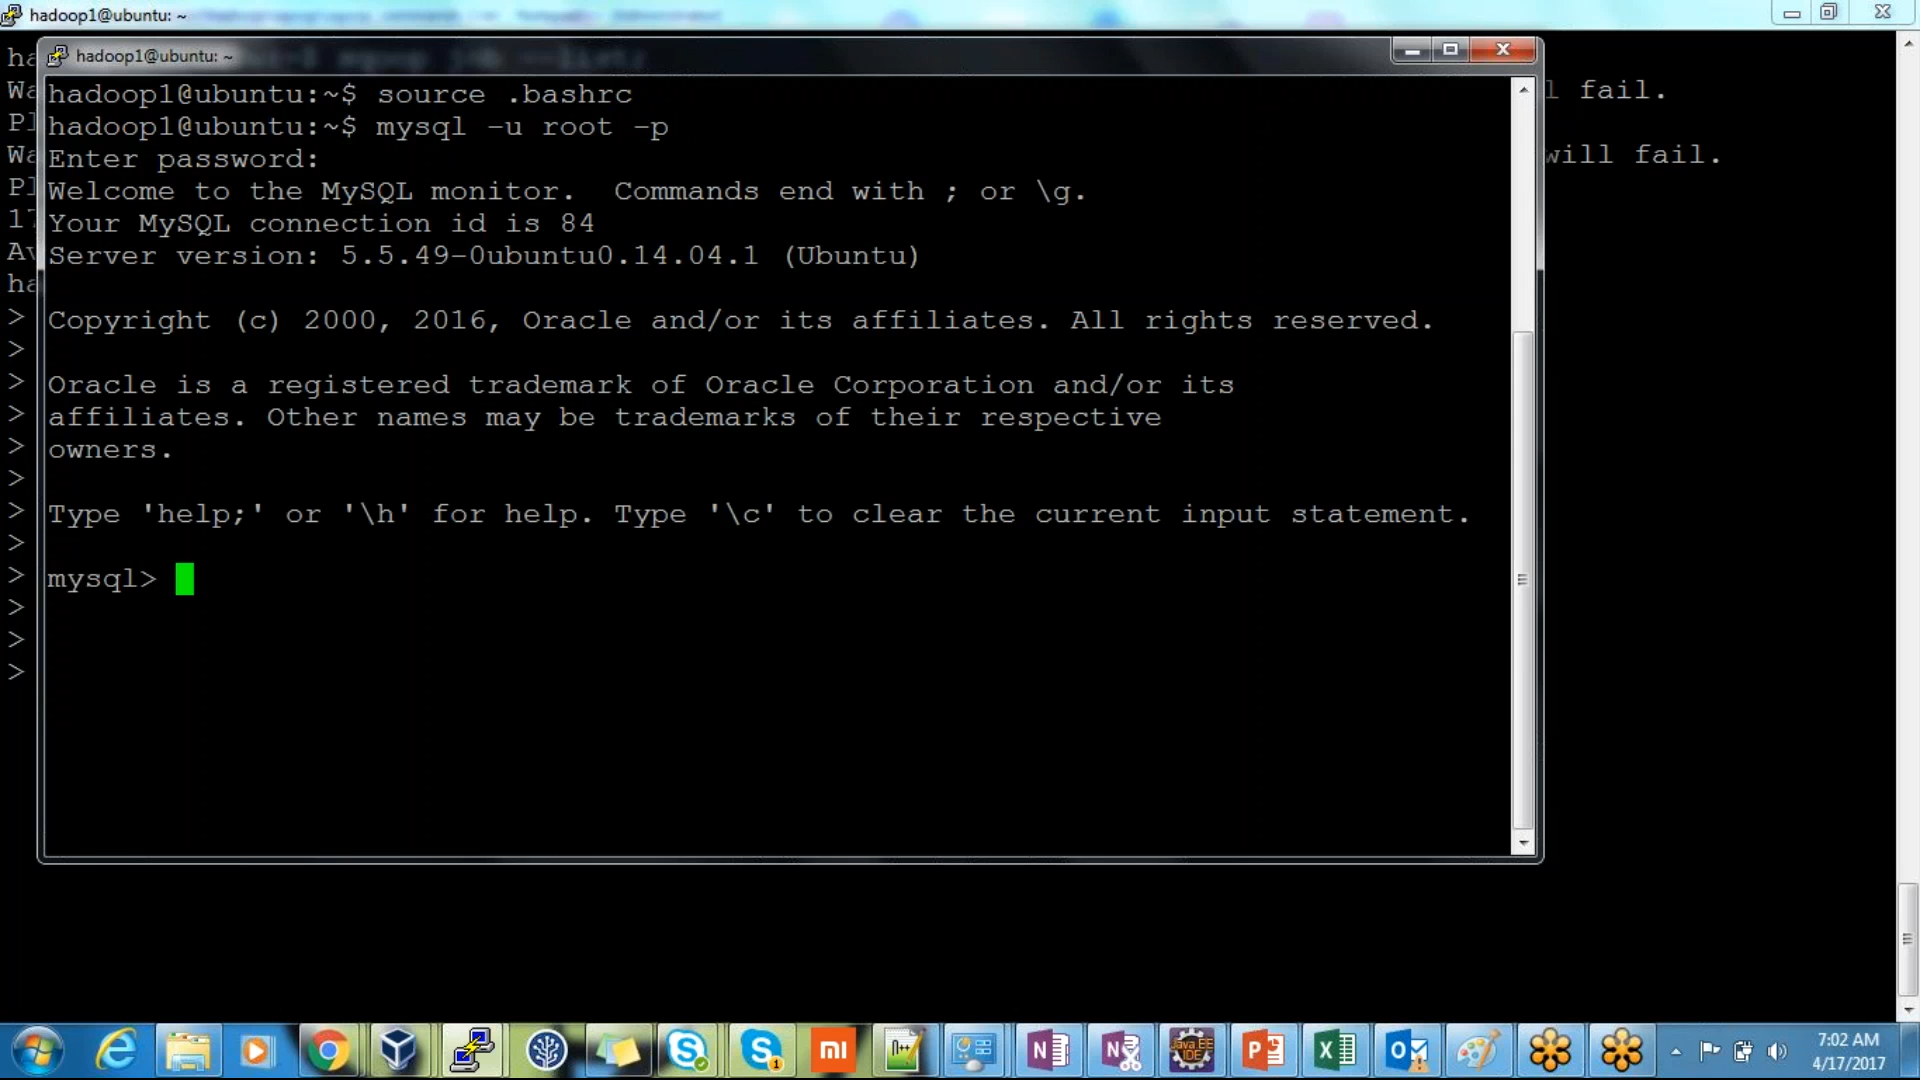 hadoop1@ubuntu: ~
hadoop1@ubuntu: ~
hadoop1@ubuntu:~$ source .bashrc
l fail.
hadoop1@ubuntu:~$ mysql -u root -p
Enter password:
will fail.
Welcome to the MySQL monitor.  Commands end with ; or \g.
Your MySQL connection id is 84
Server version: 5.5.49-0ubuntu0.14.04.1 (Ubuntu)
Copyright (c) 2000, 2016, Oracle and/or its affiliates. All rights reserved.
>
>
Oracle is a registered trademark of Oracle Corporation and/or its
>
affiliates. Other names may be trademarks of their respective
>
owners.
>
>
Type 'help;' or '\h' for help. Type '\c' to clear the current input statement.
>
>
mysql>
>
>
>
>
7:02 AM
4/17/2017